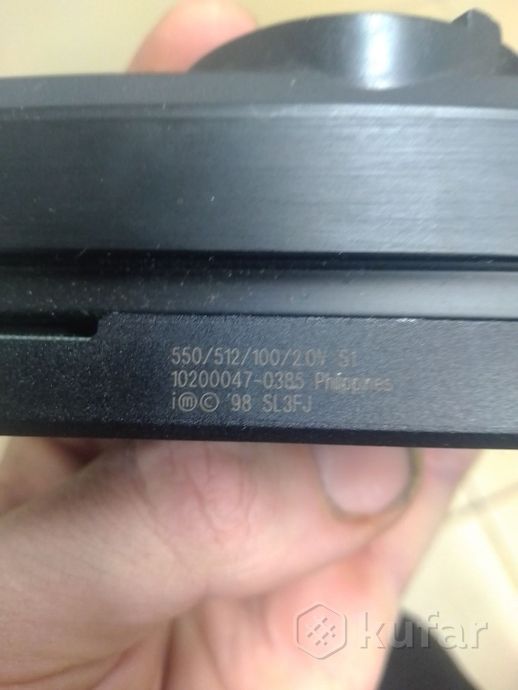 550/512/100/2.0V S1
10200047-0385 Philippines
i ⓜ © '98 SL3FJ
kufar